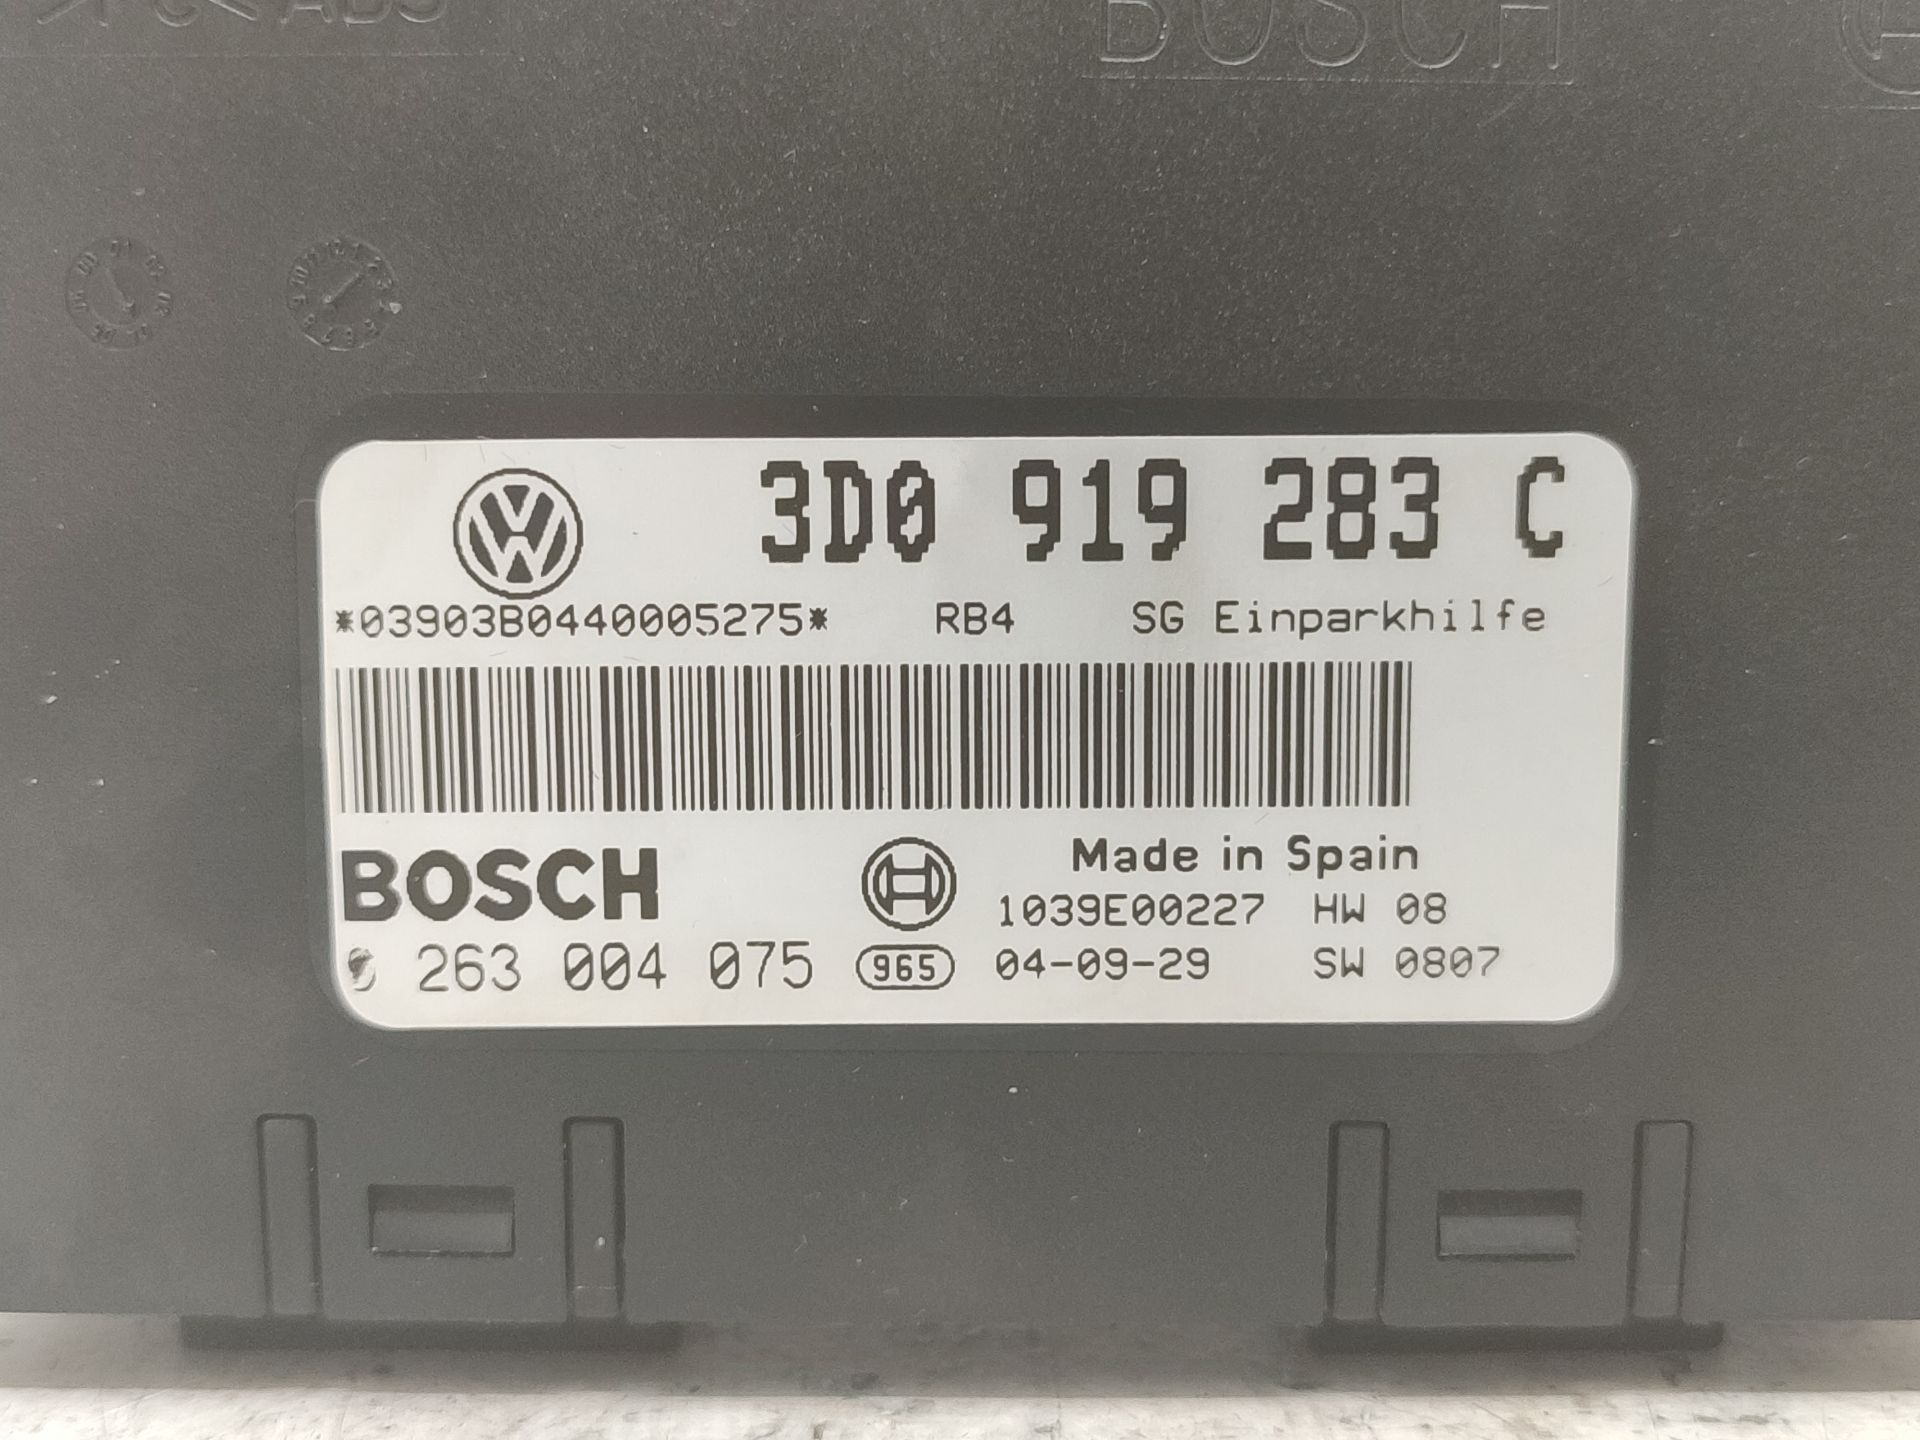 BOSCH
3D0 919 283 C
*03903B0440005275* RB4 SG Einparkhilfe
BOSCH
Made in Spain
1039E00227 HW 08
263 004 075 965 04-09-29 SW 0807